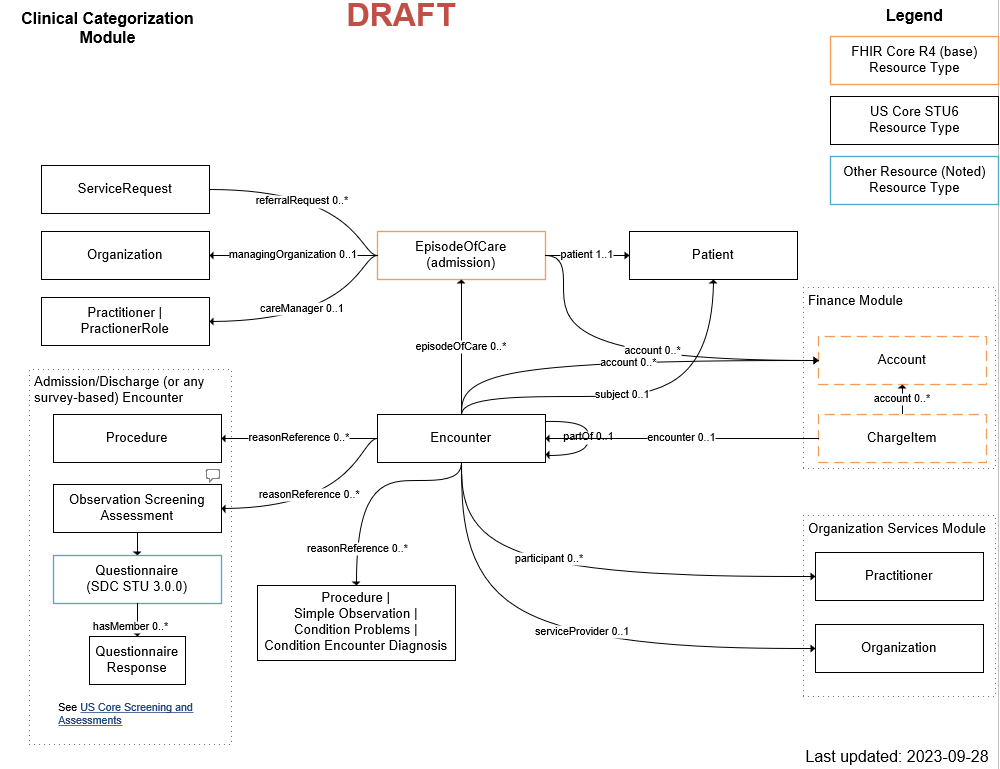 Clinical Categorization
Module
DRAFT
Legend
FHIR Core R4 (base)
Resource Type
US Core STU6
Resource Type
Other Resource (Noted)
Resource Type
ServiceRequest
referralRequest 0..*
Organization
managingOrganization 0..1
EpisodeOfCare
(admission)
patient 1..1
Patient
Practitioner |
PractionerRole
careManager 0..1
Finance Module
episodeOfCare 0..*
account 0..*
account 0..*
Account
subject 0..1
account 0..*
Admission/Discharge (or any
survey-based) Encounter
Procedure
reasonReference 0..*
Encounter
partOf 0..1
encounter 0..1
ChargeItem
Observation Screening
Assessment
reasonReference 0..*
Organization Services Module
reasonReference 0..*
participant 0..*
Practitioner
Questionnaire
(SDC STU 3.0.0)
Procedure |
Simple Observation |
Condition Problems |
Condition Encounter Diagnosis
hasMember 0..*
serviceProvider 0..1
Organization
Questionnaire
Response
See US Core Screening and
Assessments
Last updated: 2023-09-28